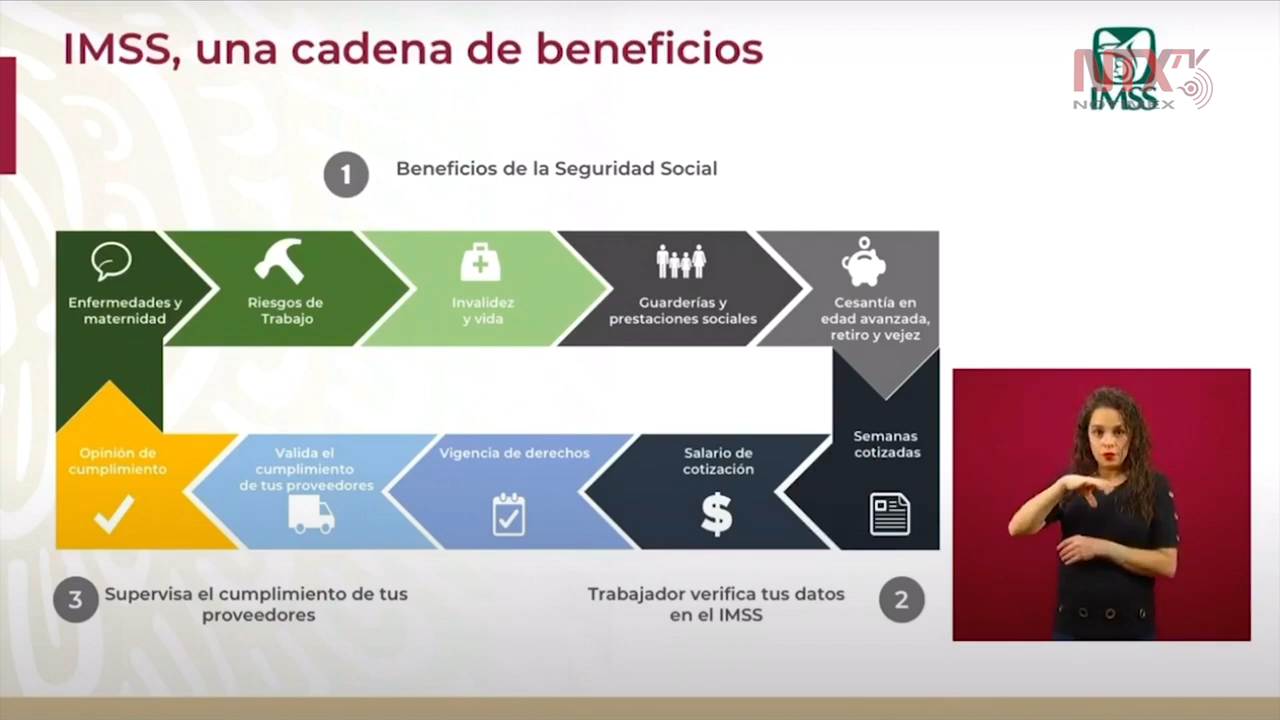 IMSS, una cadena de beneficios
IMSS
NTX TV
NOTIMEX
1
Beneficios de la Seguridad Social
Enfermedades y
maternidad
Riesgos de
Trabajo
Invalidez
y vida
Guarderías y
prestaciones sociales
Cesantía en
edad avanzada,
retiro y vejez
Opinión de
cumplimiento
Valida el
cumplimiento
de tus proveedores
Vigencia de derechos
Salario de
cotización
$
Semanas
cotizadas
3
Supervisa el cumplimiento de tus
proveedores
Trabajador verifica tus datos
en el IMSS
2